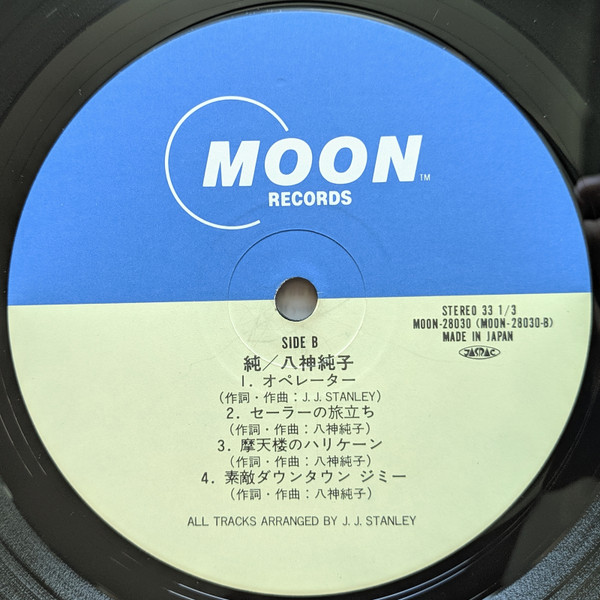 MOON™
RECORDS
STEREO 33 1/3
MOON-28030 (MOON-28030-B)
MADE IN JAPAN
JASRAC
SIDE B
純／八神純子
1. オペレーター
(作詞・作曲：J. J. STANLEY)
2. セーラーの旅立ち
(作詞・作曲：八神純子)
3. 摩天楼のハリケーン
(作詞・作曲：八神純子)
4. 素敵ダウンタウン ジミー
(作詞・作曲：八神純子)
ALL TRACKS ARRANGED BY J. J. STANLEY